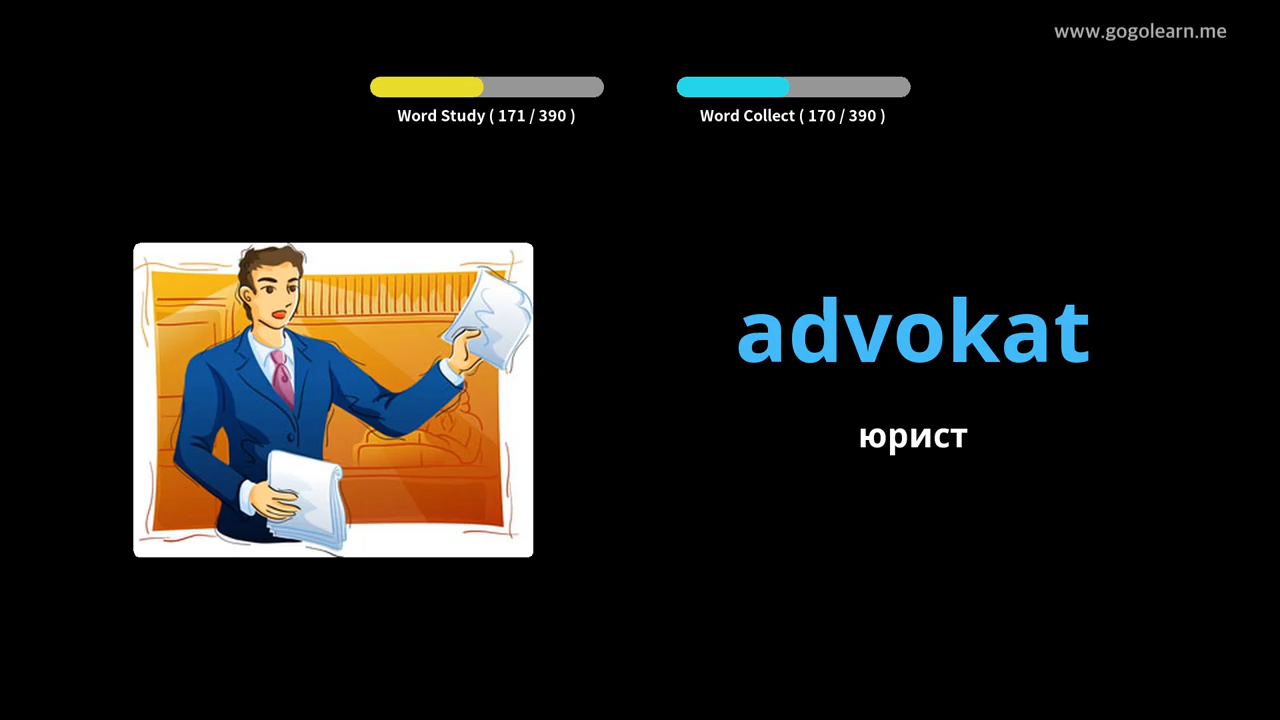 www.gogolearn.me
Word Study ( 171 / 390 )
Word Collect ( 170 / 390 )
advokat
юрист